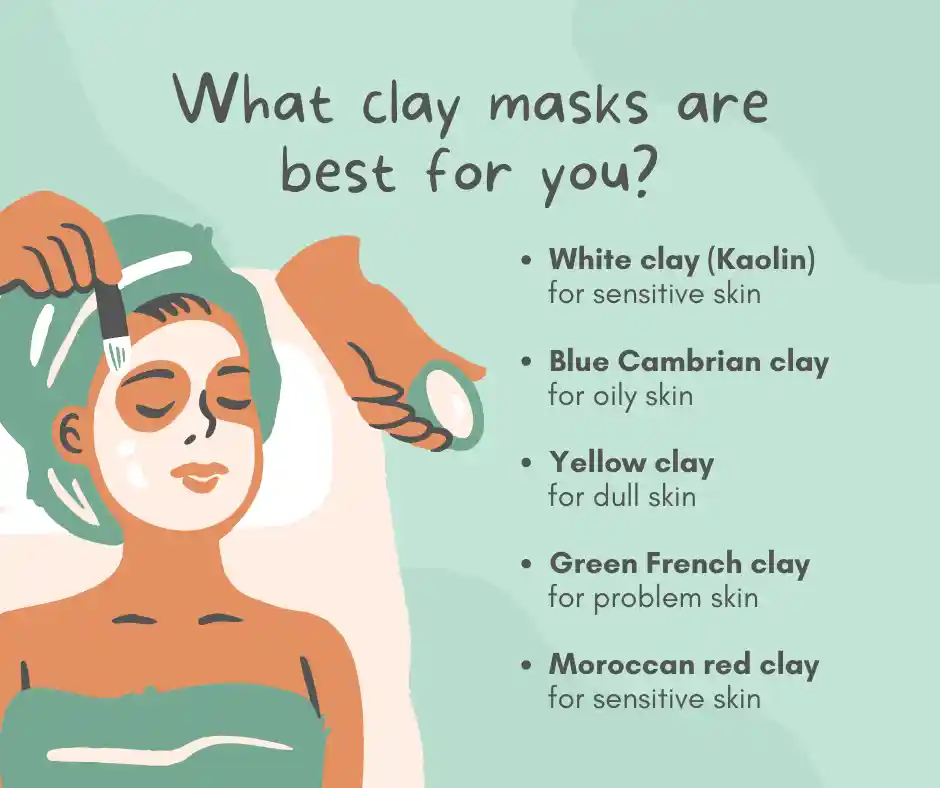 What clay masks are
best for you?
• White clay (Kaolin)
for sensitive skin
• Blue Cambrian clay
for oily skin
• Yellow clay
for dull skin
• Green French clay
for problem skin
• Moroccan red clay
for sensitive skin